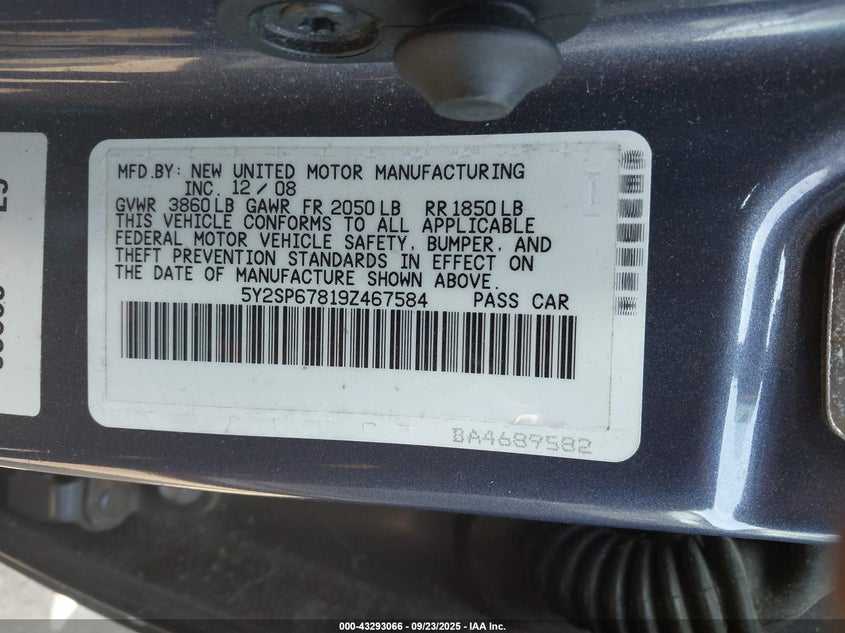 MFD.BY: NEW UNITED MOTOR MANUFACTURING
INC. 12/08
GVWR 3860LB GAWR FR 2050LB RR 1850LB
THIS VEHICLE CONFORMS TO ALL APPLICABLE
FEDERAL MOTOR VEHICLE SAFETY, BUMPER, AND
THEFT PREVENTION STANDARDS IN EFFECT ON
THE DATE OF MANUFACTURE SHOWN ABOVE.
5Y2SP67819Z467584 PASS CAR
BA4689582
000-43293066 - 09/23/2025 - IAA Inc.